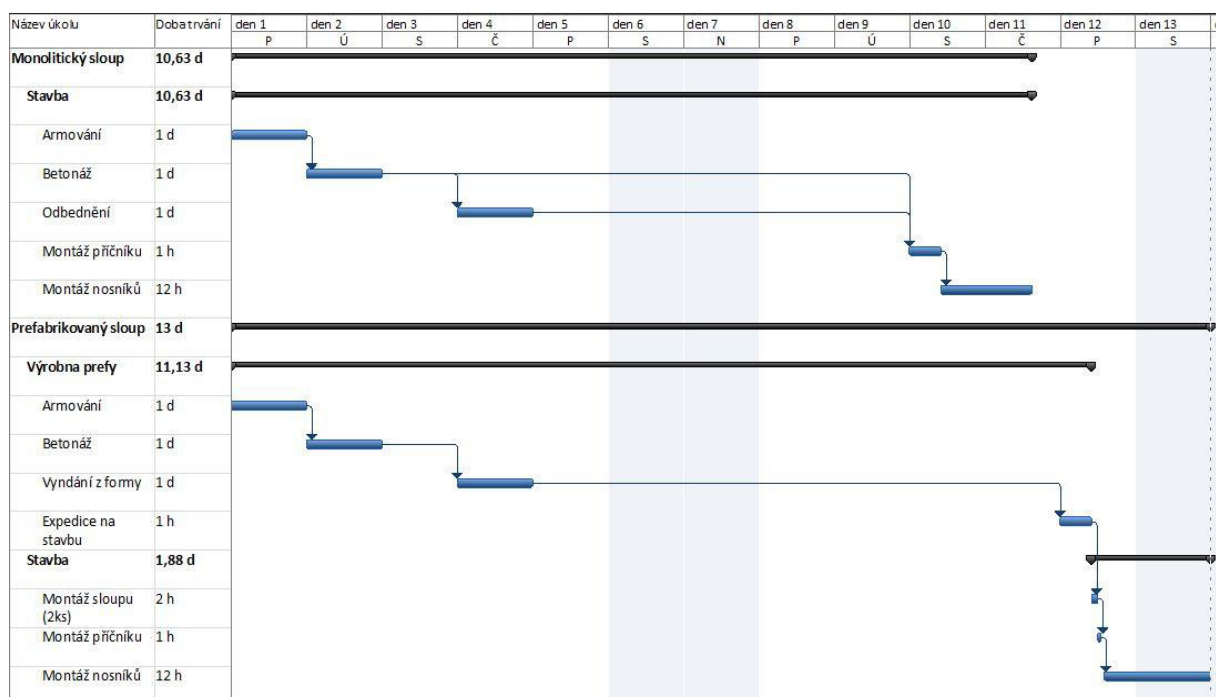 Název úkolu Doba trvání den 1 den 2 den 3 den 4 den 5 den 6 den 7 den 8 den 9 den 10 den 11 den 12 den 13
P Ú S Č P S N P Ú S Č P S
Monolitický sloup 10,63 d
Stavba 10,63 d
Armování 1 d
Betonáž 1 d
Odbednění 1 d
Montáž příčníku 1 h
Montáž nosníků 12 h
Prefabrikovaný sloup 13 d
Výrobna prefy 11,13 d
Armování 1 d
Betonáž 1 d
Vyndání z formy 1 d
Expedice na 1 h
stavbu
Stavba 1,88 d
Montáž sloupu 2 h
(2ks)
Montáž příčníku 1 h
Montáž nosníků 12 h